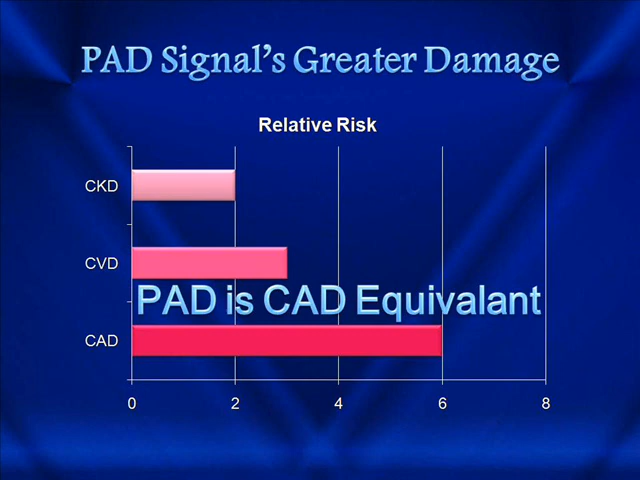 PAD Signal's Greater Damage
Relative Risk
CKD
CVD
PAD is CAD Equivalant
CAD
0 2 4 6 8